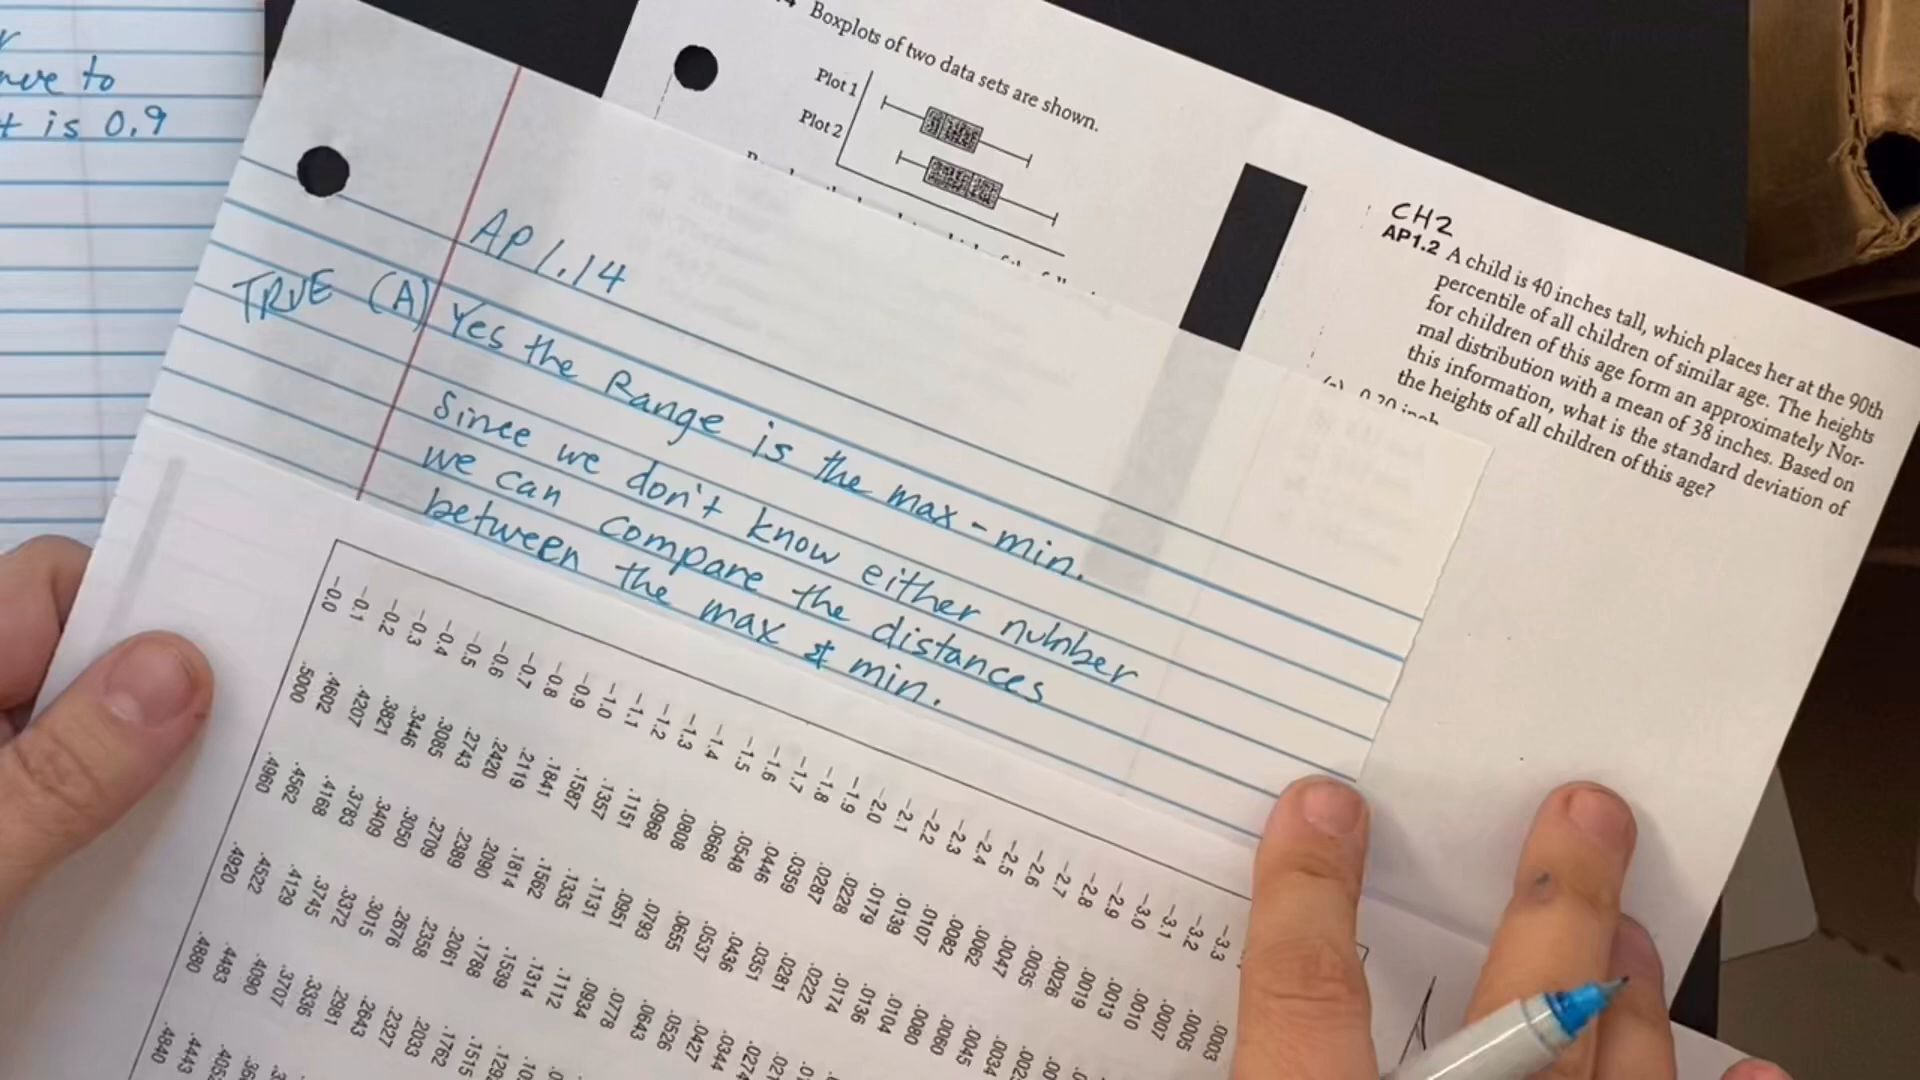 to
is 0.9
Boxplots of two data sets are shown.
Plot 1
Plot 2
CH2
AP1.2 A child is 40 inches tall, which places her at the 90th
percentile of all children of similar age. The heights
for children of this age form an approximately Nor-
mal distribution with a mean of 38 inches. Based on
this information, what is the standard deviation of
the heights of all children of this age?
AP 1.14
TRUE (A) Yes the Range is the max - min.
Since we don't know either number
we can compare the distances
between the max & min.
-0.0 -0.1 -0.2 -0.3 -0.4 -0.5 -0.6 -0.7 -0.8 -0.9 -1.0 -1.1 -1.2 -1.3 -1.4 -1.5 -1.6 -1.7 -1.8 -1.9 -2.0 -2.1 -2.2 -2.3 -2.4 -2.5 -2.6 -2.7 -2.8 -2.9 -3.0 -3.1 -3.2 -3.3
.5000 .4602 .4207 .3821 .3446 .3085 .2743 .2420 .2119 .1841 .1587 .1357 .1151 .0968 .0808 .0668 .0548 .0446 .0359 .0287 .0228 .0179 .0139 .0107 .0082 .0062 .0047 .0035 .0026 .0019 .0013 .0010 .0007 .0005 .0003
.4960 .4562 .4168 .3783 .3409 .3050 .2709 .2389 .2090 .1814 .1562 .1335 .1131 .0951 .0793 .0655 .0537 .0436 .0351 .0281 .0222 .0174 .0136 .0104 .0080 .0060 .0045 .0034
.4920 .4522 .4129 .3745 .3372 .3015 .2676 .2358 .2061 .1788 .1539 .1314 .1112 .0934 .0778 .0643 .0526 .0427 .0344 .0274
.4880 .4483 .4090 .3707 .3336 .2981 .2643 .2327 .2033 .1762 .1515
.4840 .4443